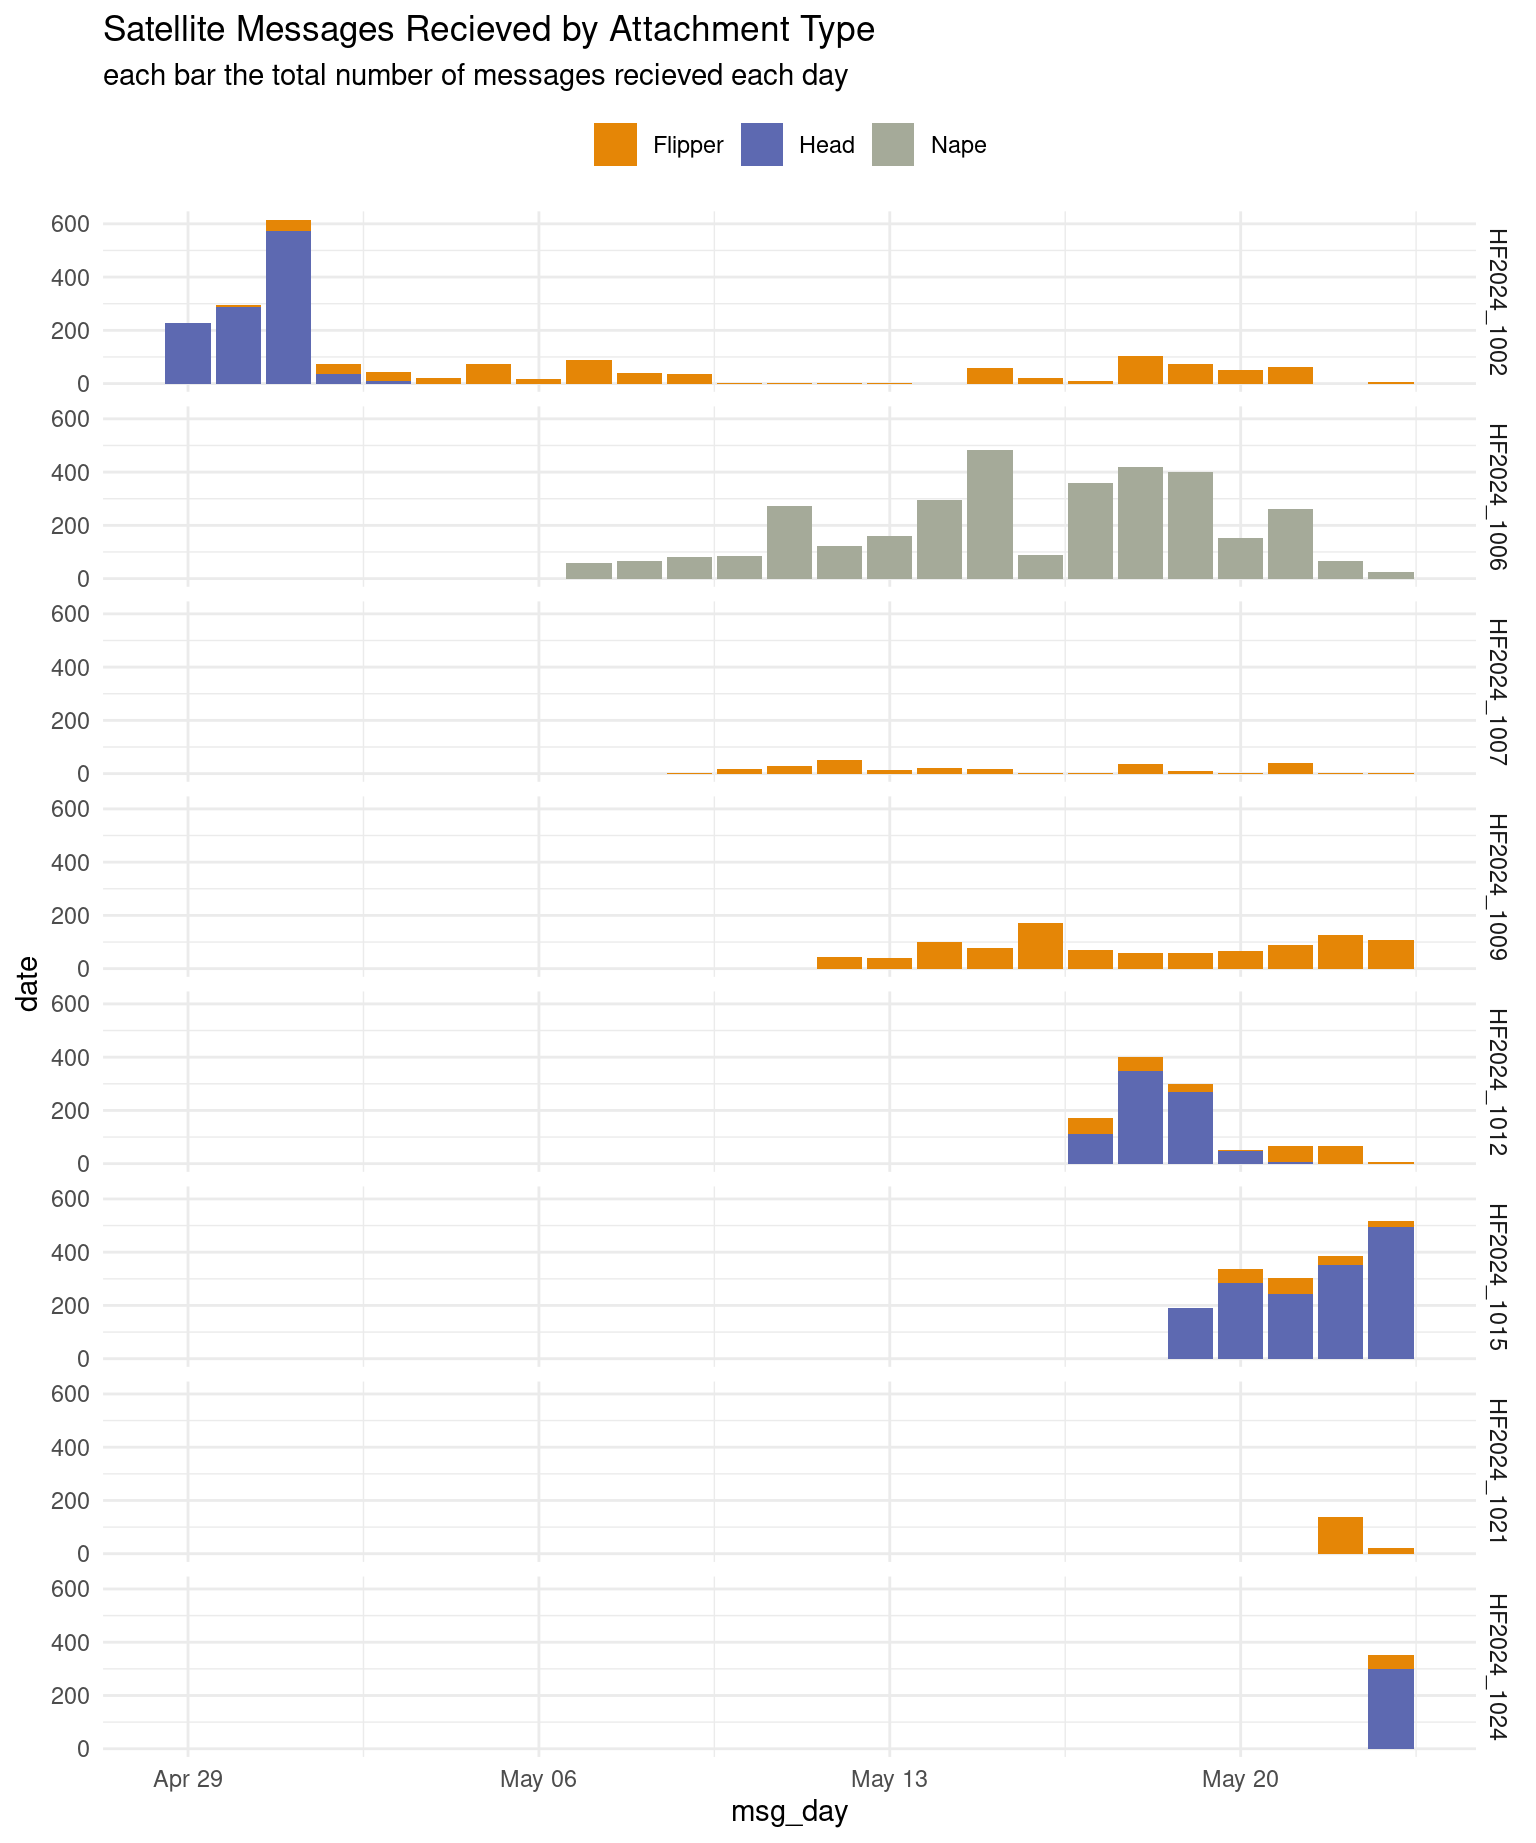 Satellite Messages Recieved by Attachment Type
each bar the total number of messages recieved each day
Flipper Head Nape
600
400
200
0
HF2024_1002
600
400
200
0
HF2024_1006
600
400
200
0
HF2024_1007
600
400
200
0
HF2024_1009
date
600
400
200
0
HF2024_1012
600
400
200
0
HF2024_1015
600
400
200
0
HF2024_1021
600
400
200
0
HF2024_1024
Apr 29 May 06 May 13 May 20
msg_day